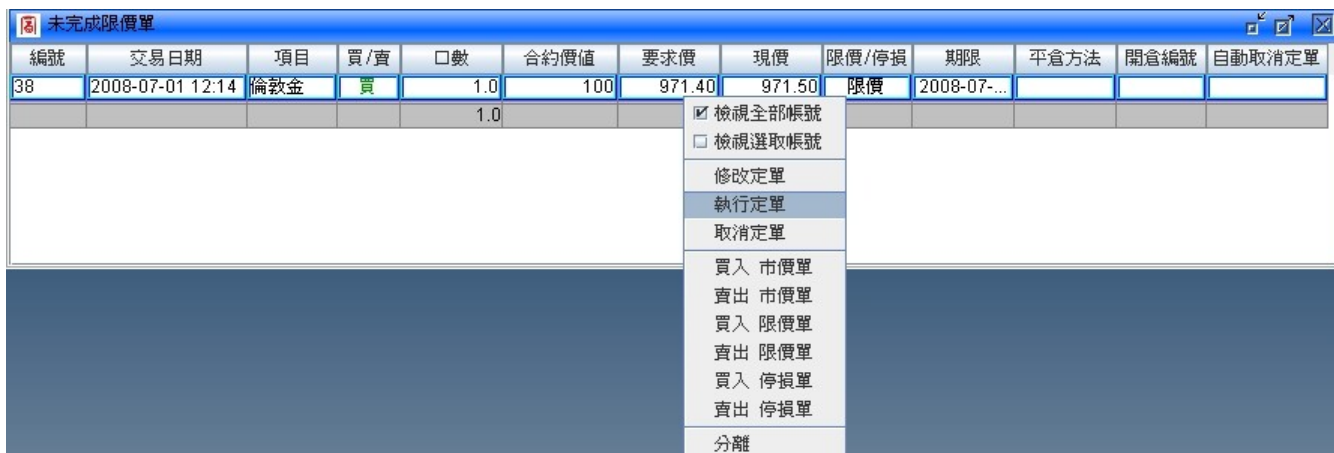 未完成限價單
編號 交易日期 項目 買/賣 口數 合約價值 要求價 現價 限價/停損 期限 平倉方法 開倉編號 自動取消定單
38 2008-07-01 12:14 倫敦金 買 1.0 100 971.40 971.50 限價 2008-07-...
1.0
檢視全部帳號
檢視選取帳號
修改定單
執行定單
取消定單
買入 市價單
賣出 市價單
買入 限價單
賣出 限價單
買入 停損單
賣出 停損單
分離